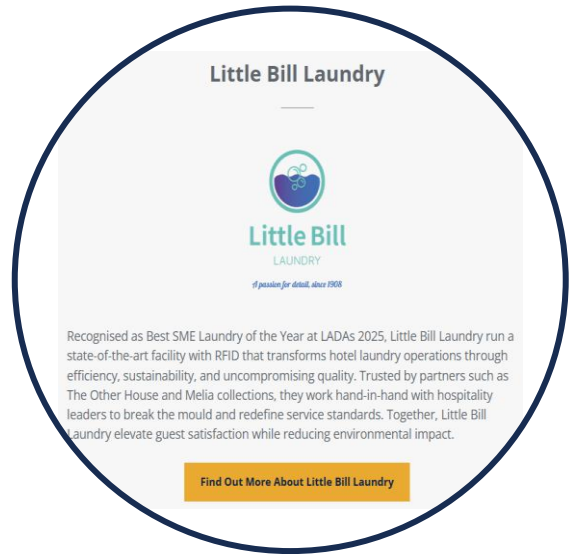 Little Bill Laundry
Little Bill
LAUNDRY
A passion for detail, since 1908
Recognised as Best SME Laundry of the Year at LADAs 2025, Little Bill Laundry run a
state-of-the-art facility with RFID that transforms hotel laundry operations through
efficiency, sustainability, and uncompromising quality. Trusted by partners such as
The Other House and Melia collections, they work hand-in-hand with hospitality
leaders to break the mould and redefine service standards. Together, Little Bill
Laundry elevate guest satisfaction while reducing environmental impact.
Find Out More About Little Bill Laundry